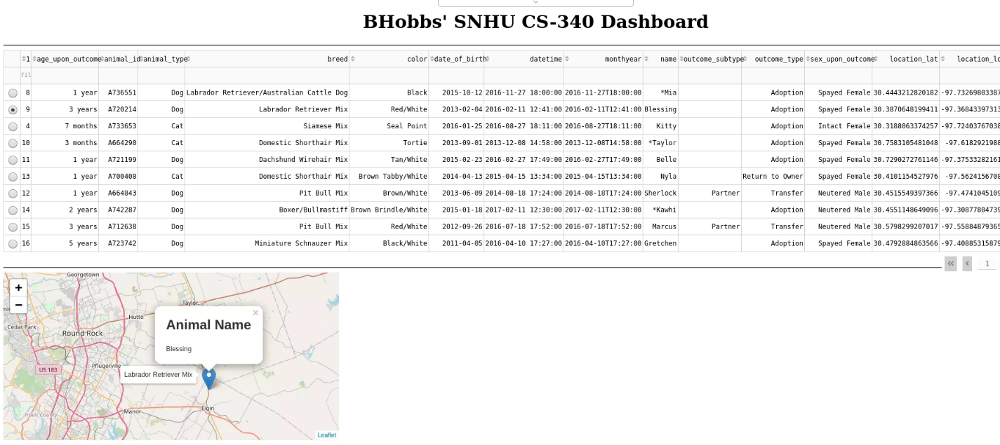 BHobbs' SNHU CS-340 Dashboard
1 age_upon_outcome animal_id animal_type breed color date_of_birth datetime monthyear name outcome_subtype outcome_type sex_upon_outcome location_lat location_lo
fil
8 1 year A736551 Dog Labrador Retriever/Australian Cattle Dog Black 2015-10-12 2016-11-27 18:00:00 2016-11-27T18:00:00 *Mia Adoption Spayed Female 30.4443212820182 -97.7326980338
9 3 years A720214 Dog Labrador Retriever Mix Red/White 2013-02-04 2016-02-11 12:41:00 2016-02-11T12:41:00 Blessing Adoption Spayed Female 30.3870648199411 -97.3684339731
4 7 months A733653 Cat Siamese Mix Seal Point 2016-01-25 2016-08-27 18:11:00 2016-08-27T18:11:00 Kitty Adoption Intact Female 30.3188063374257 -97.7240376703
10 3 months A664290 Cat Domestic Shorthair Mix Tortie 2013-09-01 2013-12-08 14:58:00 2013-12-08T14:58:00 *Taylor Adoption Spayed Female 30.7583105481048 -97.618292198
11 1 year A721199 Dog Dachshund Wirehair Mix Tan/White 2015-02-23 2016-02-27 17:49:00 2016-02-27T17:49:00 Belle Adoption Spayed Female 30.7290272761146 -97.3753328216
13 1 year A700408 Cat Domestic Shorthair Mix Brown Tabby/White 2014-04-13 2015-04-15 13:34:00 2015-04-15T13:34:00 Nyla Return to Owner Spayed Female 30.4101154527976 -97.562415670
12 1 year A664843 Dog Pit Bull Mix Brown/White 2013-06-09 2014-08-18 17:24:00 2014-08-18T17:24:00 Sherlock Partner Transfer Neutered Male 30.4515549397366 -97.474104510
14 2 years A742287 Dog Boxer/Bullmastiff Brown Brindle/White 2015-01-18 2017-02-11 12:30:00 2017-02-11T12:30:00 *Kawhi Adoption Neutered Male 30.4551148649096 -97.3087780473
15 3 years A712638 Dog Pit Bull Mix Red/White 2012-09-26 2016-07-18 17:52:00 2016-07-18T17:52:00 Marcus Partner Transfer Neutered Male 30.5798299207017 -97.5588487936
16 5 years A723742 Dog Miniature Schnauzer Mix Black/White 2011-04-05 2016-04-10 17:27:00 2016-04-10T17:27:00 Gretchen Adoption Spayed Female 30.4792884863566 -97.4088531587
« ‹ 1
Georgetown
+
−
Taylor
Hutto
Cedar Park
Round Rock
Animal Name
×
Blessing
Pflugerville
US 183
Labrador Retriever Mix
Manor
Elgin
Travis County
Leaflet